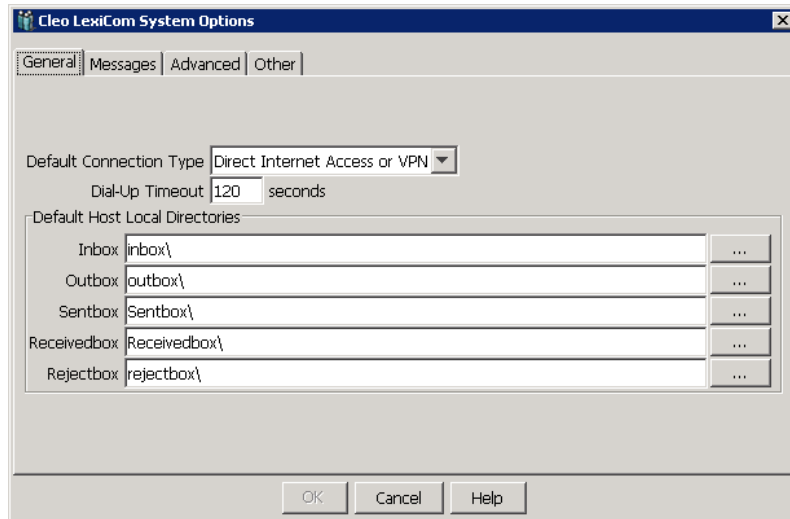 Cleo LexiCom System Options
General Messages Advanced Other
Default Connection Type Direct Internet Access or VPN
Dial-Up Timeout 120 seconds
Default Host Local Directories
Inbox inbox\ ...
Outbox outbox\ ...
Sentbox Sentbox\ ...
Receivedbox Receivedbox\ ...
Rejectbox rejectbox\ ...
OK Cancel Help